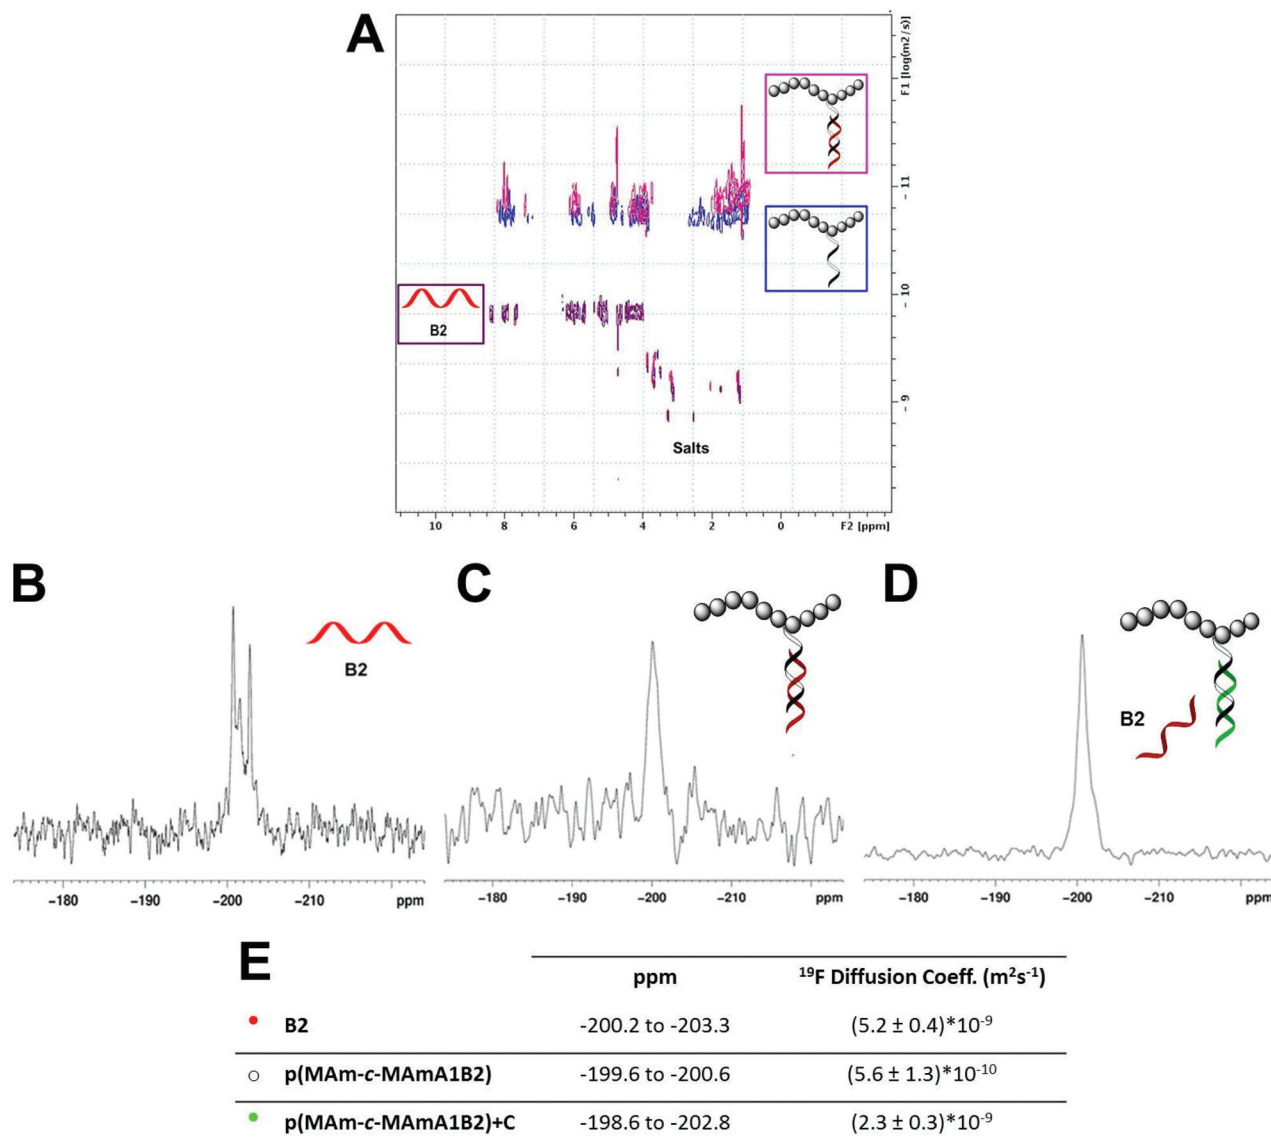 A
F1 [log(m2/s)]
- 11
- 10
- 9
B2
Salts
10 8 6 4 2 0 F2 [ppm]
B
B2
-180 -190 -200 -210 ppm
C
-180 -190 -200 -210 ppm
D
B2
-180 -190 -200 -210 ppm
E
ppm ¹⁹F Diffusion Coeff. (m²s⁻¹)
B2 -200.2 to -203.3 (5.2 ± 0.4)*10⁻⁹
p(MAm-c-MAmA1B2) -199.6 to -200.6 (5.6 ± 1.3)*10⁻¹⁰
p(MAm-c-MAmA1B2)+C -198.6 to -202.8 (2.3 ± 0.3)*10⁻⁹